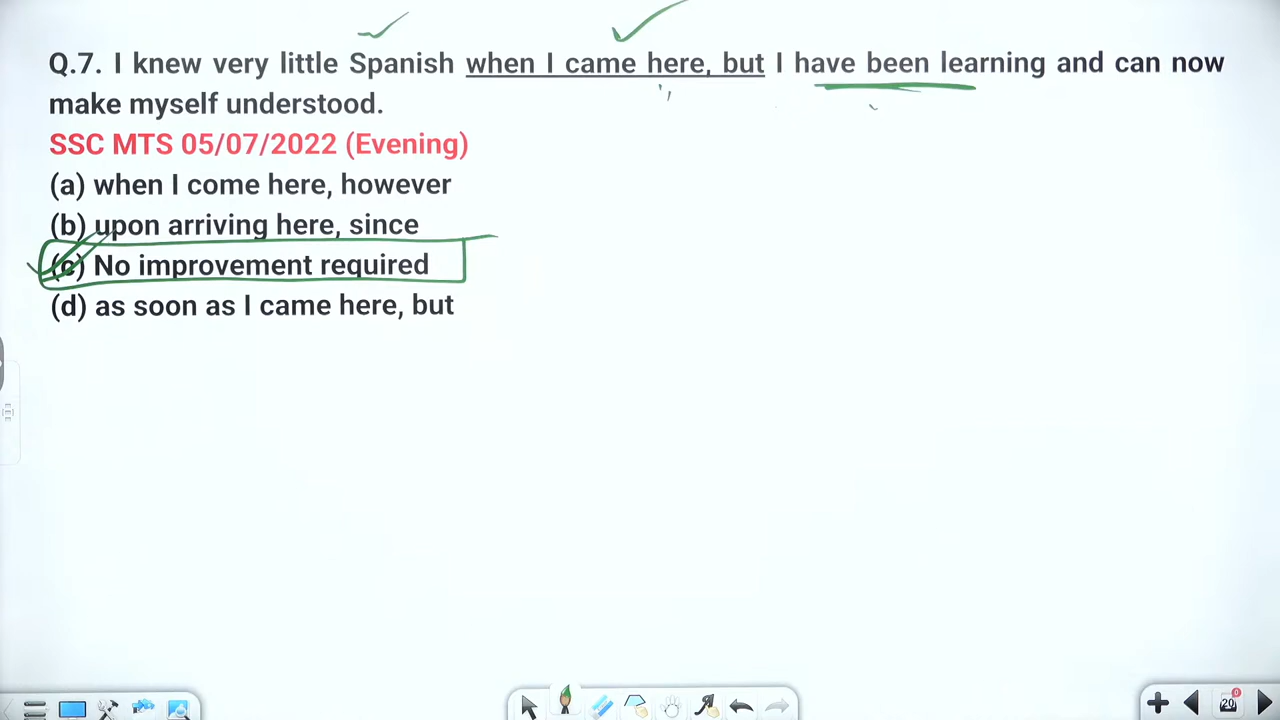 Q.7. I knew very little Spanish when I came here, but I have been learning and can now
make myself understood.
SSC MTS 05/07/2022 (Evening)
(a) when I come here, however
(b) upon arriving here, since
(c) No improvement required
(d) as soon as I came here, but
20
0